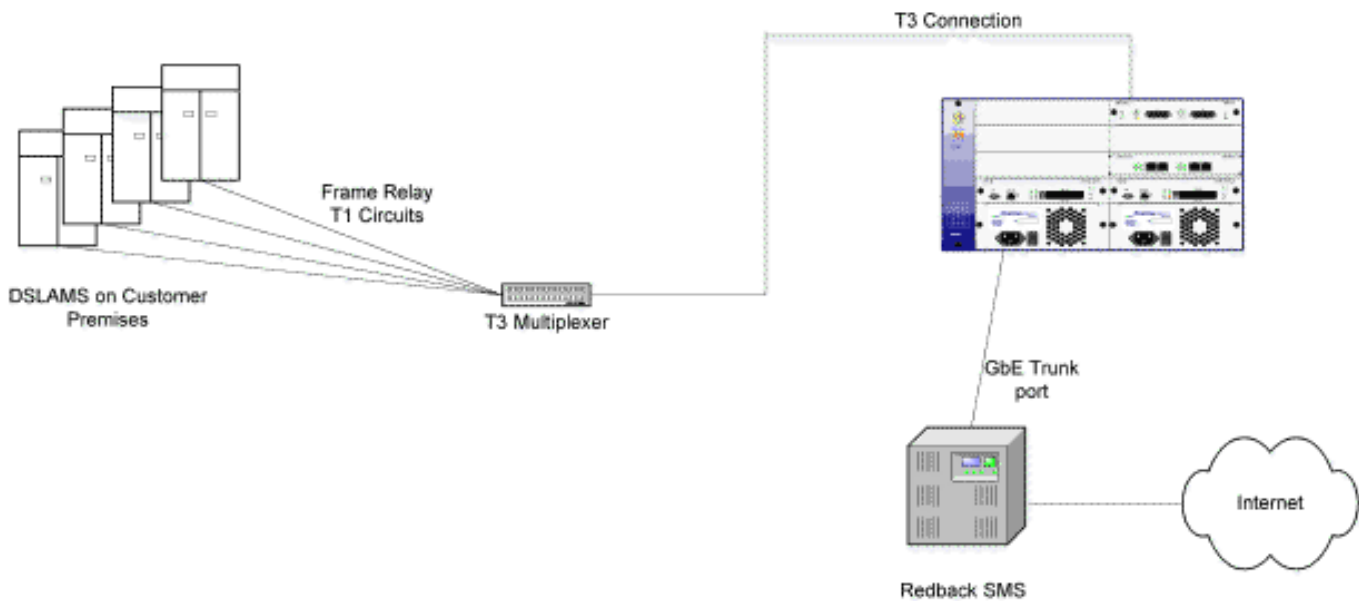 T3 Connection
Frame Relay
T1 Circuits
DSLAMS on Customer
Premises
T3 Multiplexer
GbE Trunk
port
Internet
Redback SMS